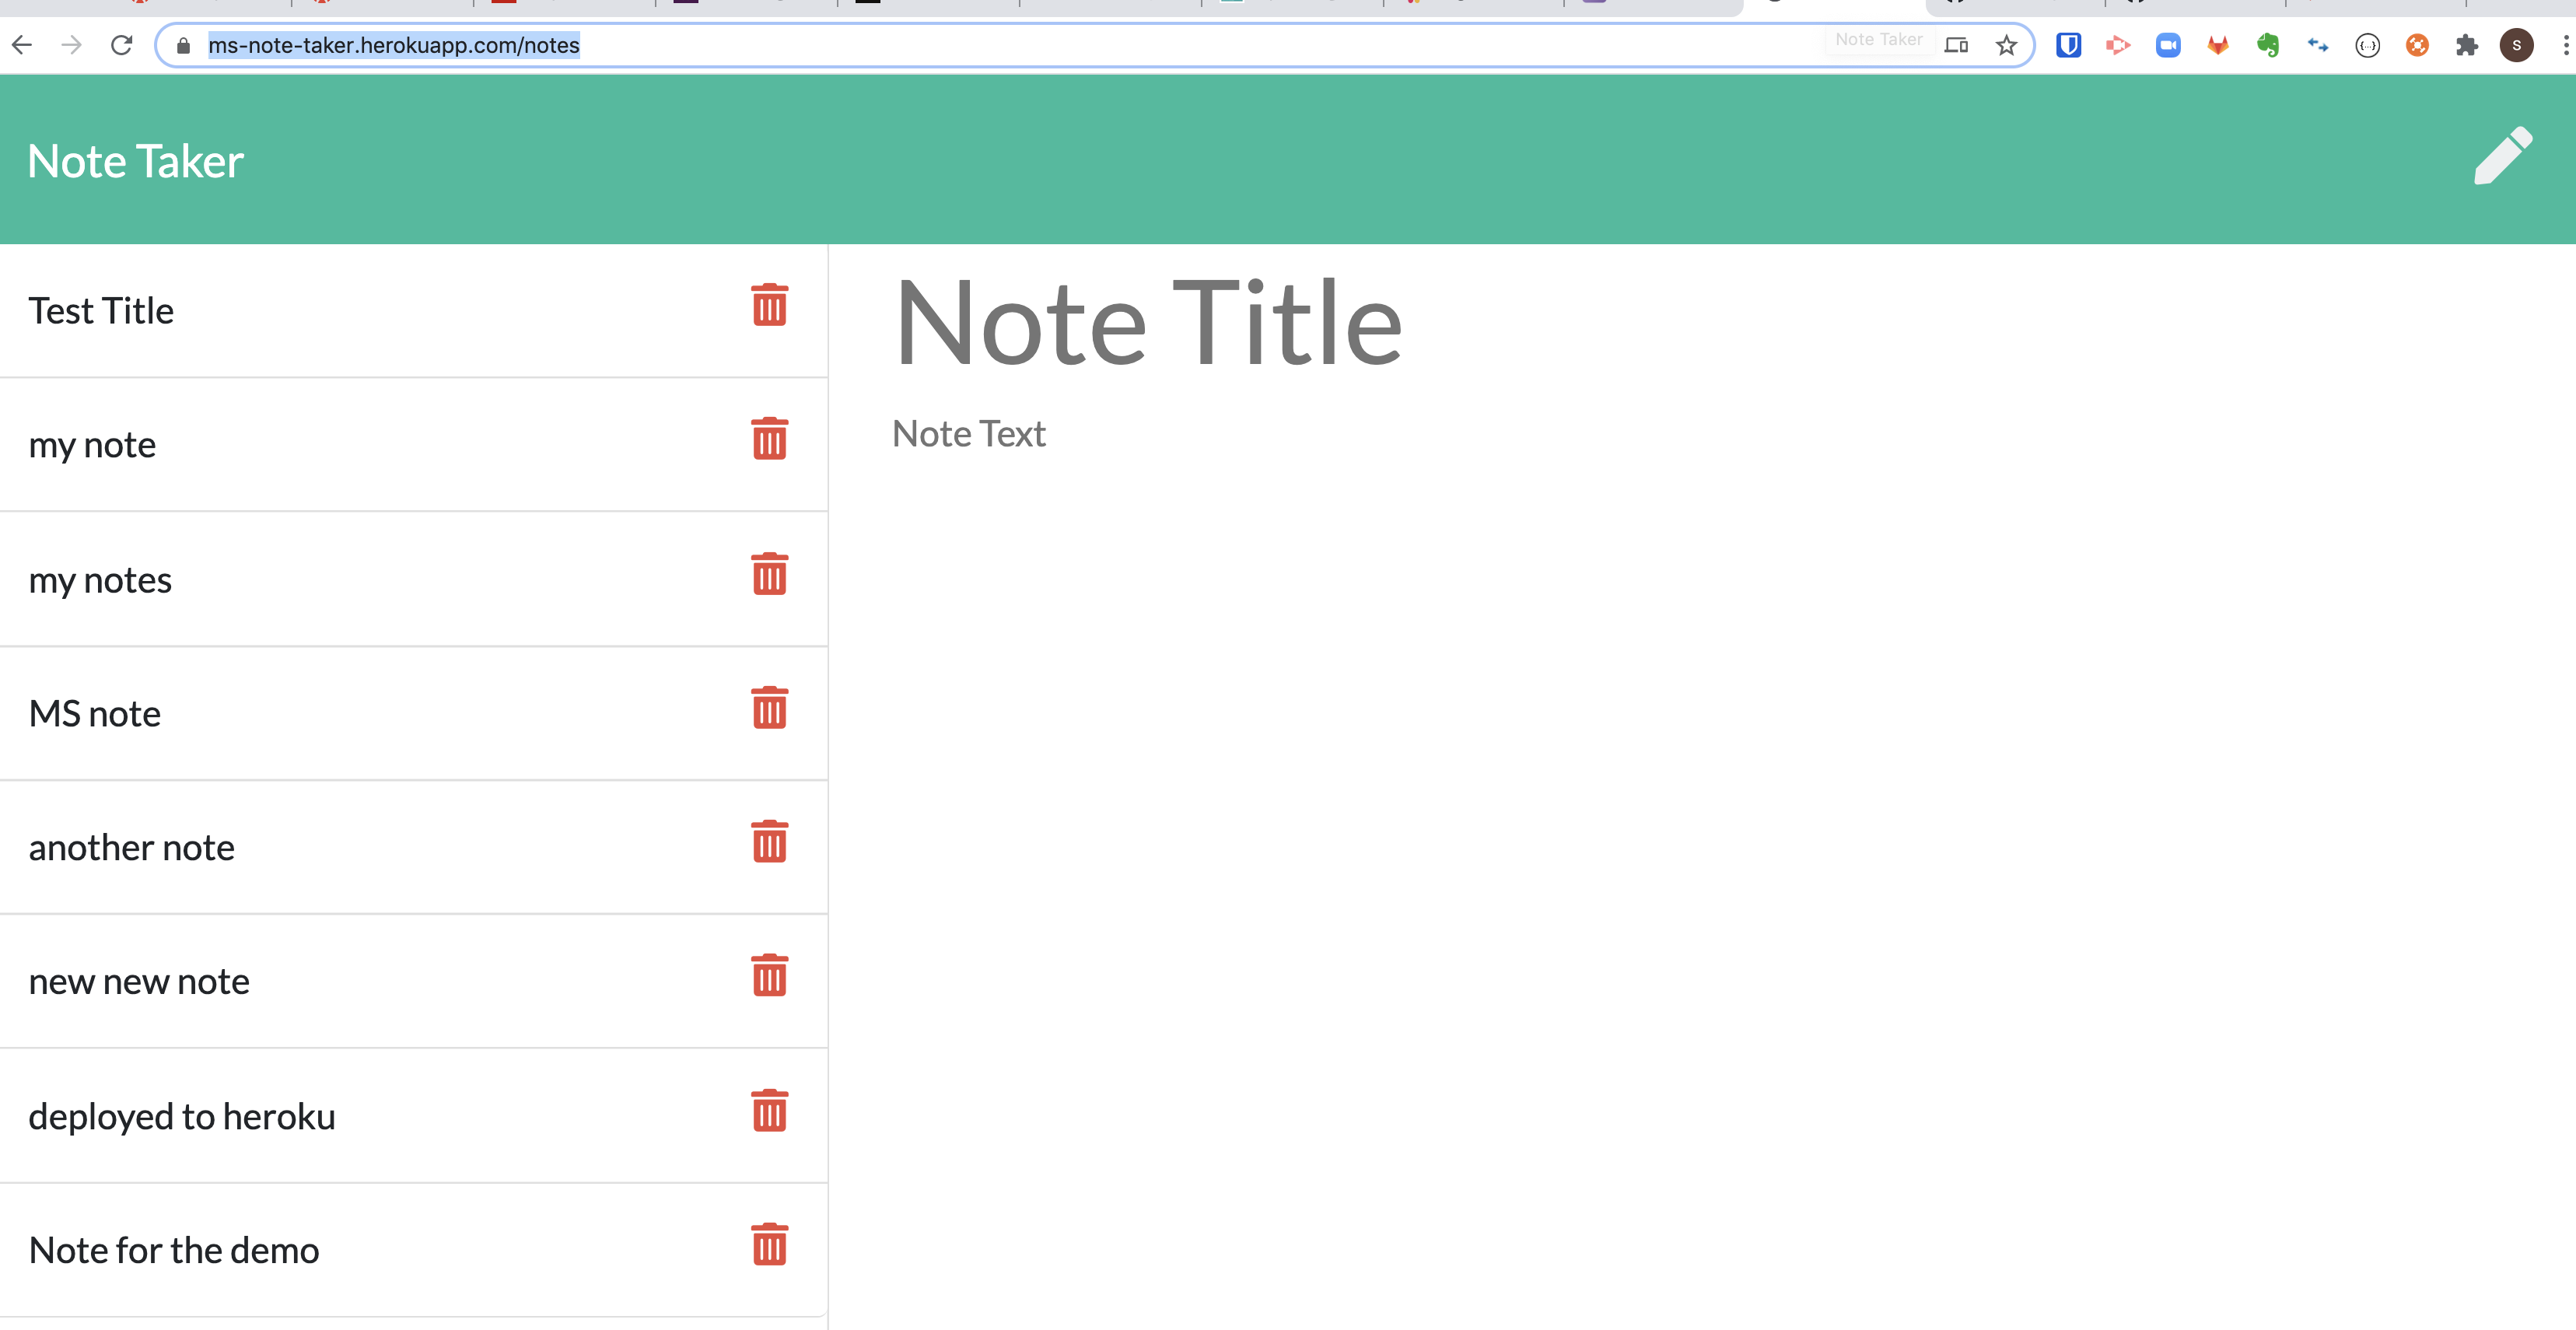 ms-note-taker.herokuapp.com/notes
Note Taker
S
Note Taker
Test Title
my note
my notes
MS note
another note
new new note
deployed to heroku
Note for the demo
Note Title
Note Text